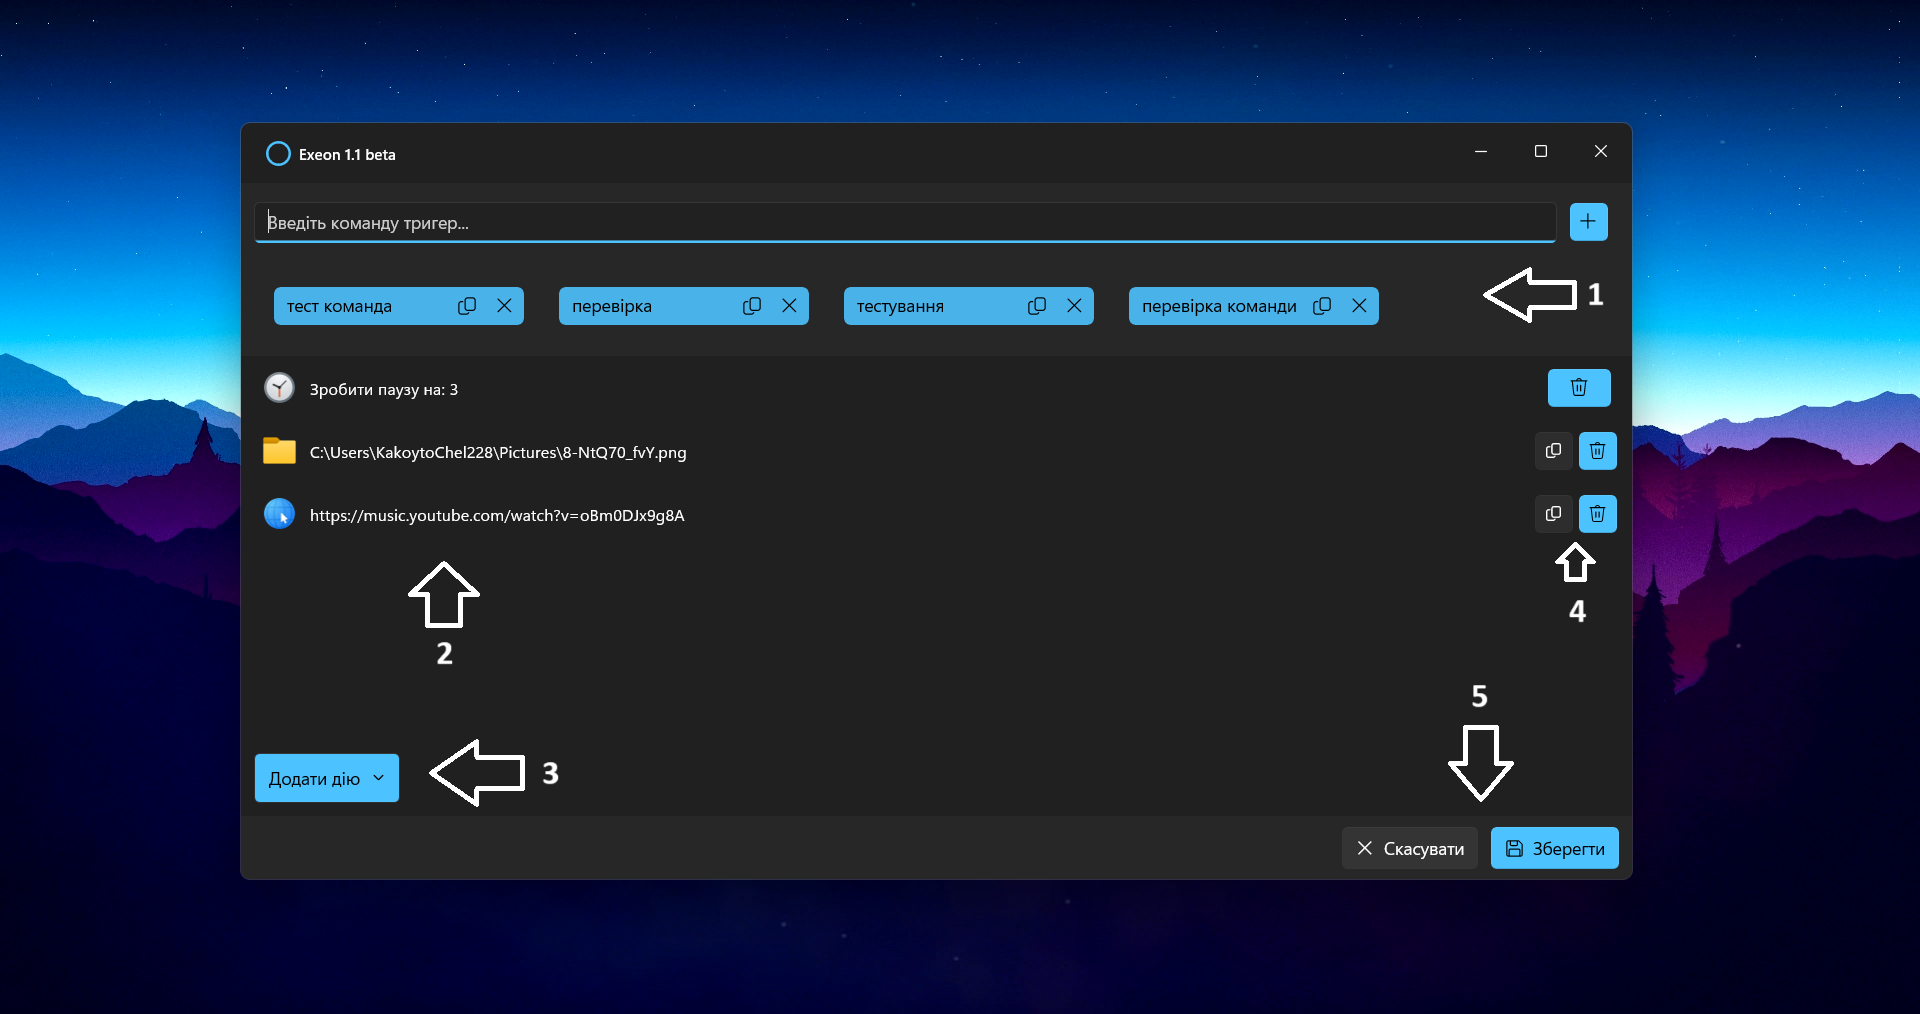 Exeon 1.1 beta
Введіть команду тригер...
тест команда
перевірка
тестування
перевірка команди
1
Зробити паузу на: 3
C:\Users\KakoytoChel228\Pictures\8-NtQ70_fvY.png
https://music.youtube.com/watch?v=oBm0DJx9g8A
4
2
5
Додати дію
3
Скасувати
Зберегти